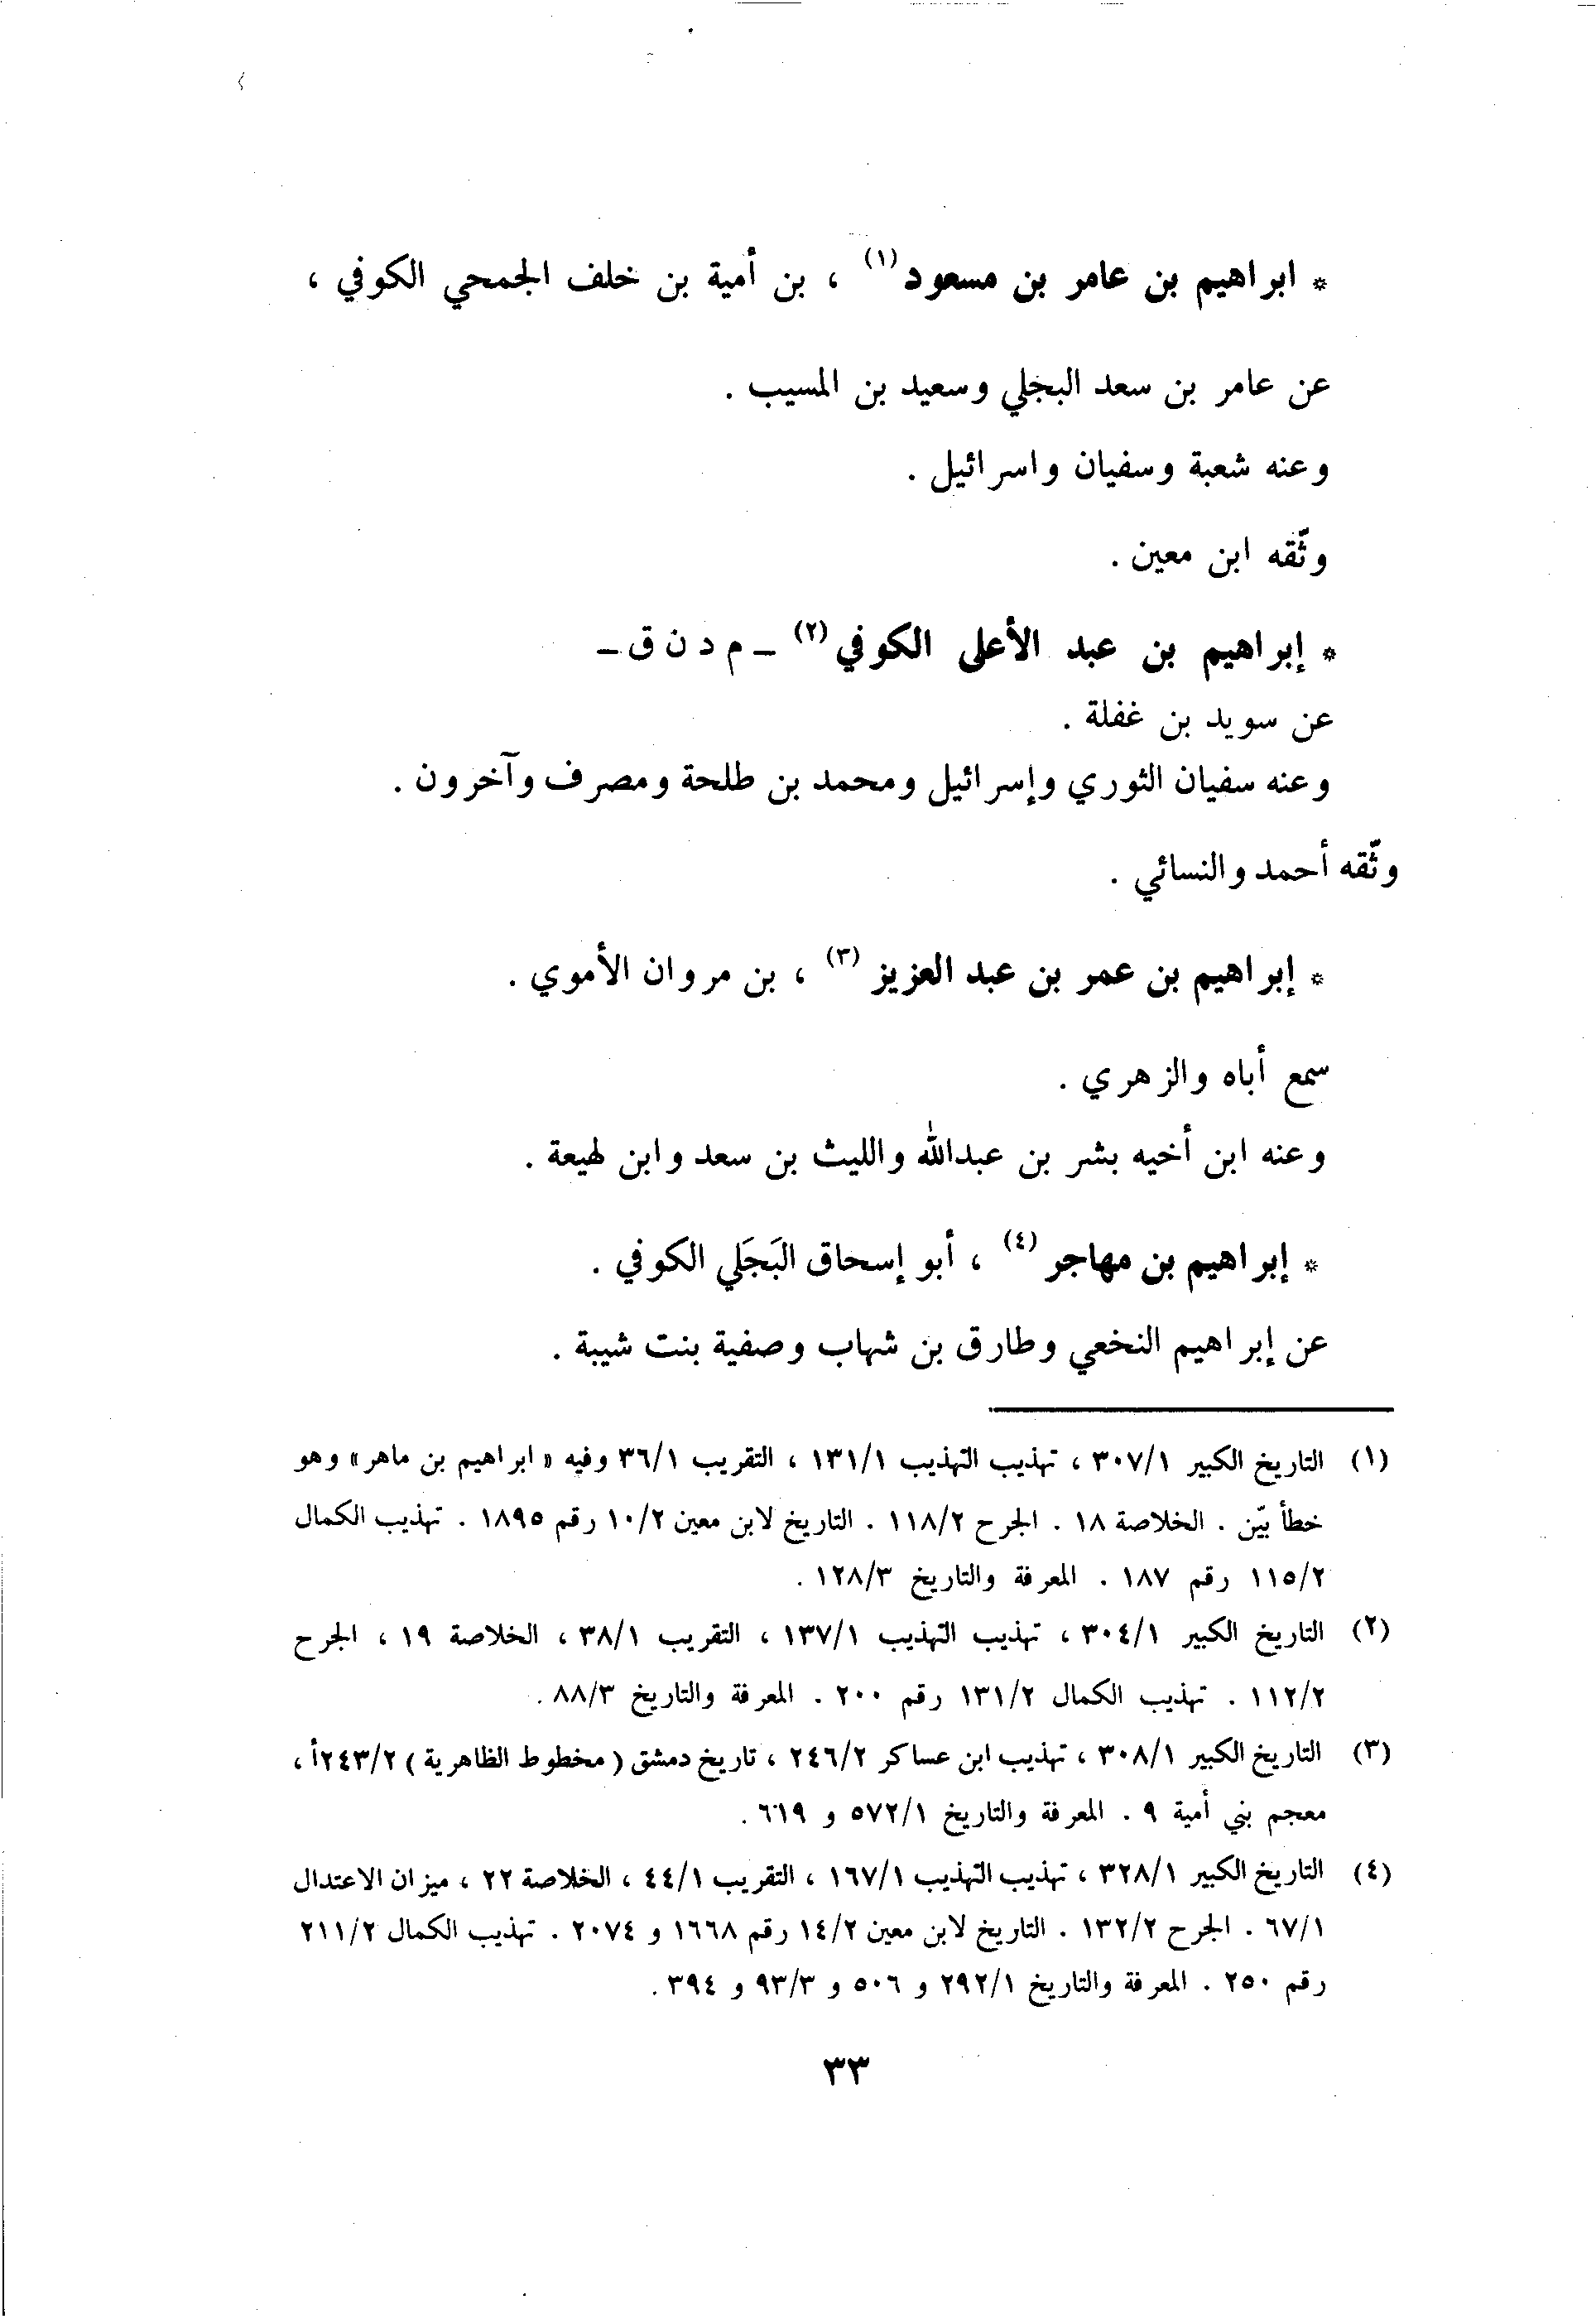 * ابراهيم بن عامر بن مسعود (١) ، بن أمية بن خلف الجمحي الكوفي ،
عن عامر بن سعد البجلي وسعيد بن المسيب .
وعنه شعبة وسفيان واسرائيل .
وثّقه ابن معين .
* إبراهيم بن عبد الأعلى الكوفي (٢) ـ م د ن ق ـ
عن سويد بن غفلة .
وعنه سفيان الثوري وإسرائيل ومحمد بن طلحة ومصرف وآخرون .
وثّقه أحمد والنسائي .
* إبراهيم بن عمر بن عبد العزيز (٣) ، بن مروان الأموي .
سمع أباه والزهري .
وعنه ابن أخيه بشر بن عبدالله والليث بن سعد وابن لهيعة .
* إبراهيم بن مهاجر (٤) ، أبو إسحاق البَجَلي الكوفي .
عن إبراهيم النخعي وطارق بن شهاب وصفية بنت شيبة .
(١) التاريخ الكبير ٣٠٧/١ ، تهذيب التهذيب ١٣١/١ ، التقريب ٣٦/١ وفيه « ابراهيم بن ماهر» وهو
خطأ بيّن . الخلاصة ١٨ . الجرح ١١٨/٢ . التاريخ لابن معين ١٠/٢ رقم ١٨٩٥ . تهذيب الكمال
١١٥/٢ رقم ١٨٧ . المعرفة والتاريخ ١٢٨/٣ .
(٢) التاريخ الكبير ٣٠٤/١ ، تهذيب التهذيب ١٣٧/١ ، التقريب ٣٨/١ ، الخلاصة ١٩ ، الجرح
١١٢/٢ . تهذيب الكمال ١٣١/٢ رقم ٢٠٠ . المعرفة والتاريخ ٨٨/٣ .
(٣) التاريخ الكبير ٣٠٨/١ ، تهذيب ابن عساكر ٢٤٦/٢ ، تاريخ دمشق ( مخطوط الظاهرية ) ٢٤٣/٢أ ،
معجم بني أمية ٩ . المعرفة والتاريخ ٥٧٢/١ و ٦١٩ .
(٤) التاريخ الكبير ٣٢٨/١ ، تهذيب التهذيب ١٦٧/١ ، التقريب ٤٤/١ ، الخلاصة ٢٢ ، ميزان الاعتدال
٦٧/١ . الجرح ١٣٢/٢ . التاريخ لابن معين ١٤/٢ رقم ١٦٦٨ و ٢٠٧٤ . تهذيب الكمال ٢١١/٢
رقم ٢٥٠ . المعرفة والتاريخ ٢٩٢/١ و ٥٠٦ و ٩٣/٣ و ٣٩٤ .
٣٣